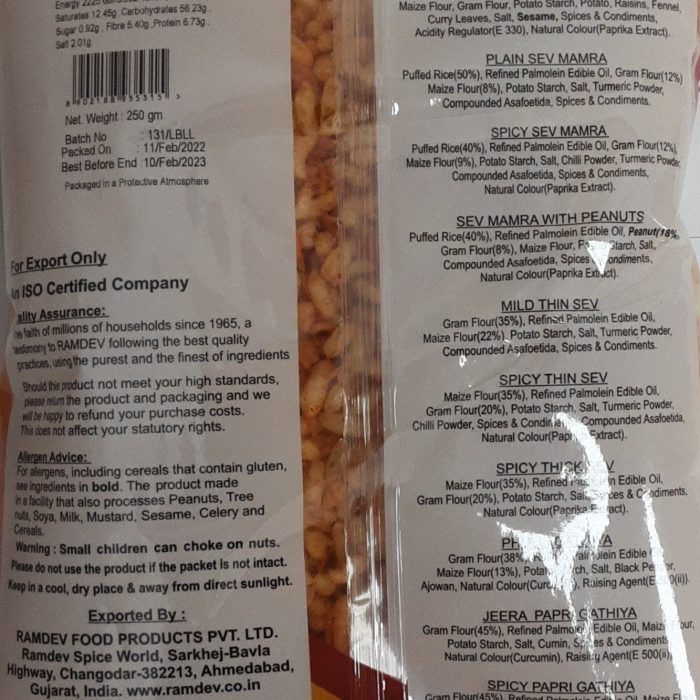 Energy
Saturates 12.45g, Carbohydrates 56.23g,
Sugar 0.92g, Fibre 5.40g, Protein 6.73g,
Salt 2.01g
8 902188 935315 >
Net. Weight : 250 gm
Batch No : 131/LBLL
Packed On : 11/Feb/2022
Best Before End : 10/Feb/2023
Packaged in a Protective Atmosphere
For Export Only
An ISO Certified Company
ality Assurance:
faith of millions of households since 1965, a
testimony to RAMDEV following the best quality
practices, using the purest and the finest of ingredients
Should this product not meet your high standards,
please return the product and packaging and we
will be happy to refund your purchase costs.
This does not affect your statutory rights.
Allergen Advice:
For allergens, including cereals that contain gluten,
see ingredients in bold. The product made
in a facility that also processes Peanuts, Tree
nuts, Soya, Milk, Mustard, Sesame, Celery and
Cereals.
Warning : Small children can choke on nuts.
Please do not use the product if the packet is not intact.
Keep in a cool, dry place & away from direct sunlight.
Exported By :
RAMDEV FOOD PRODUCTS PVT. LTD.
Ramdev Spice World, Sarkhej-Bavla
Highway, Changodar-382213, Ahmedabad,
Gujarat, India. www.ramdev.co.in
Maize Flour, Gram Flour, Potato Starch, Potato, Raisins, Fennel,
Curry Leaves, Salt, Sesame, Spices & Condiments,
Acidity Regulator(E 330), Natural Colour(Paprika Extract).
PLAIN SEV MAMRA
Puffed Rice(50%), Refined Palmolein Edible Oil, Gram Flour(12%)
Maize Flour(8%), Potato Starch, Salt, Turmeric Powder,
Compounded Asafoetida, Spices & Condiments.
SPICY SEV MAMRA
Puffed Rice(40%), Refined Palmolein Edible Oil, Gram Flour(12%),
Maize Flour(9%), Potato Starch, Salt, Chilli Powder, Turmeric Powder,
Compounded Asafoetida, Spices & Condiments,
Natural Colour(Paprika Extract).
SEV MAMRA WITH PEANUTS
Puffed Rice(40%), Refined Palmolein Edible Oil, Peanut(18%
Gram Flour(8%), Maize Flour, Starch, Salt,
Compounded Asafoetida, Spices Condiments,
Natural Colour(Paprika Extract).
MILD THIN SEV
Gram Flour(35%), Refined Palmolein Edible Oil,
Maize Flour(22%), Potato Starch, Salt, Turmeric Powder,
Compounded Asafoetida, Spices & Condiments.
SPICY THIN SEV
Maize Flour(35%), Refined Palmolein Edible Oil,
Gram Flour(20%), Potato Starch, Salt, Turmeric Powder,
Chilli Powder, Spices & Compounded Asafoetida,
Natural Colour(Paprika Extract).
SPICY THICK SEV
Maize Flour(35%), Refined Palmolein Edible Oil,
Gram Flour(20%), Potato Starch, Salt, Spices & Condiments,
Natural Colour(Paprika Extract).
Gram Flour(38% Palmolein Edible
Maize Flour(13%), Potato Starch, Salt, Black Pepper,
Ajowan, Natural Colour( Raising Agent(E 500(ii)).
JEERA PAPRI GATHIYA
Gram Flour(45%), Refined Palmolein Edible Oil, Maize Flour,
Potato Starch, Salt, Cumin, Spices & Condiments
Natural Colour(Curcumin), Raising Agent(E 500(ii)
SPICY PAPRI GATHIYA
Gram Flour(45%), Refined Palmolein Edible Oil, Maize